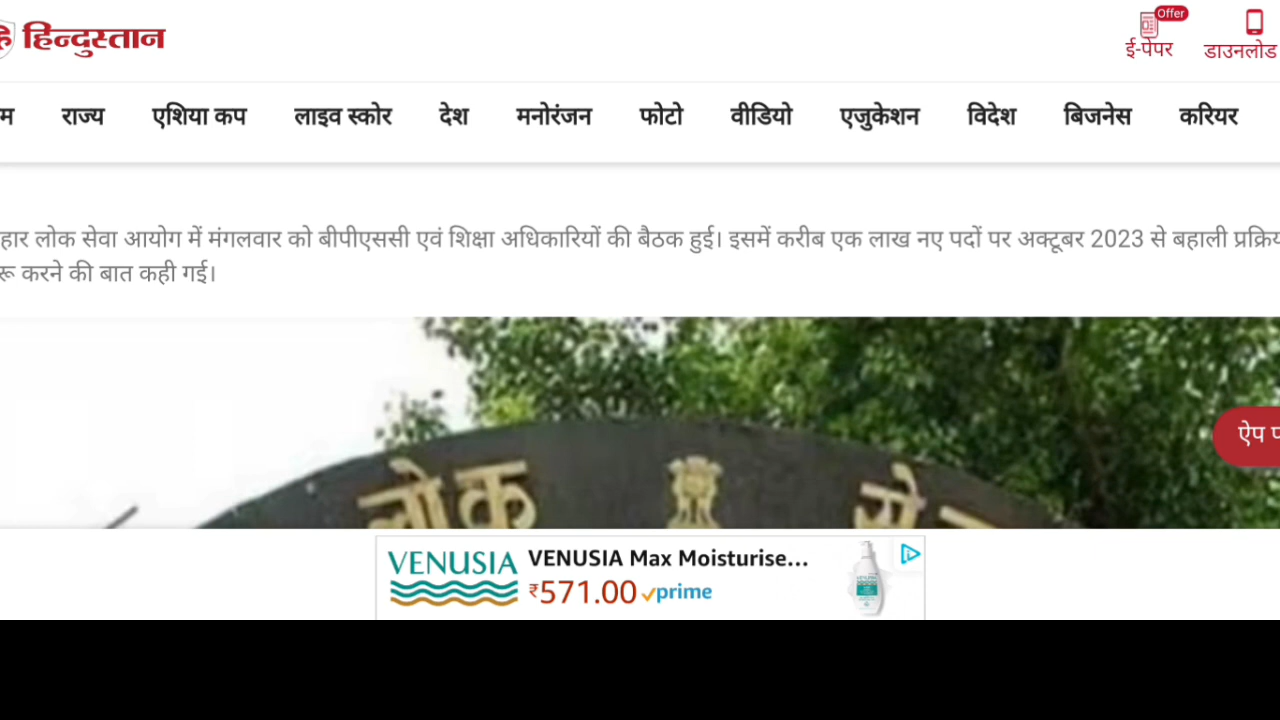 हिन्दुस्तान
Offer
ई-पेपर
डाउनलोड
राज्य एशिया कप लाइव स्कोर देश मनोरंजन फोटो वीडियो एजुकेशन विदेश बिजनेस करियर
लोक सेवा आयोग में मंगलवार को बीपीएससी एवं शिक्षा अधिकारियों की बैठक हुई। इसमें करीब एक लाख नए पदों पर अक्टूबर 2023 से बहाली
करने की बात कही गई।
ऐप
लोक
VENUSIA
VENUSIA Max Moisturise...
₹571.00 prime